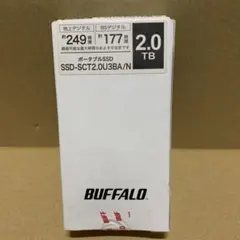 地上デジタル BSデジタル
約249時間 約177時間
2.0
TB
ポータブルSSD
SSD-SCT2.0U3BA/N
BUFFALO